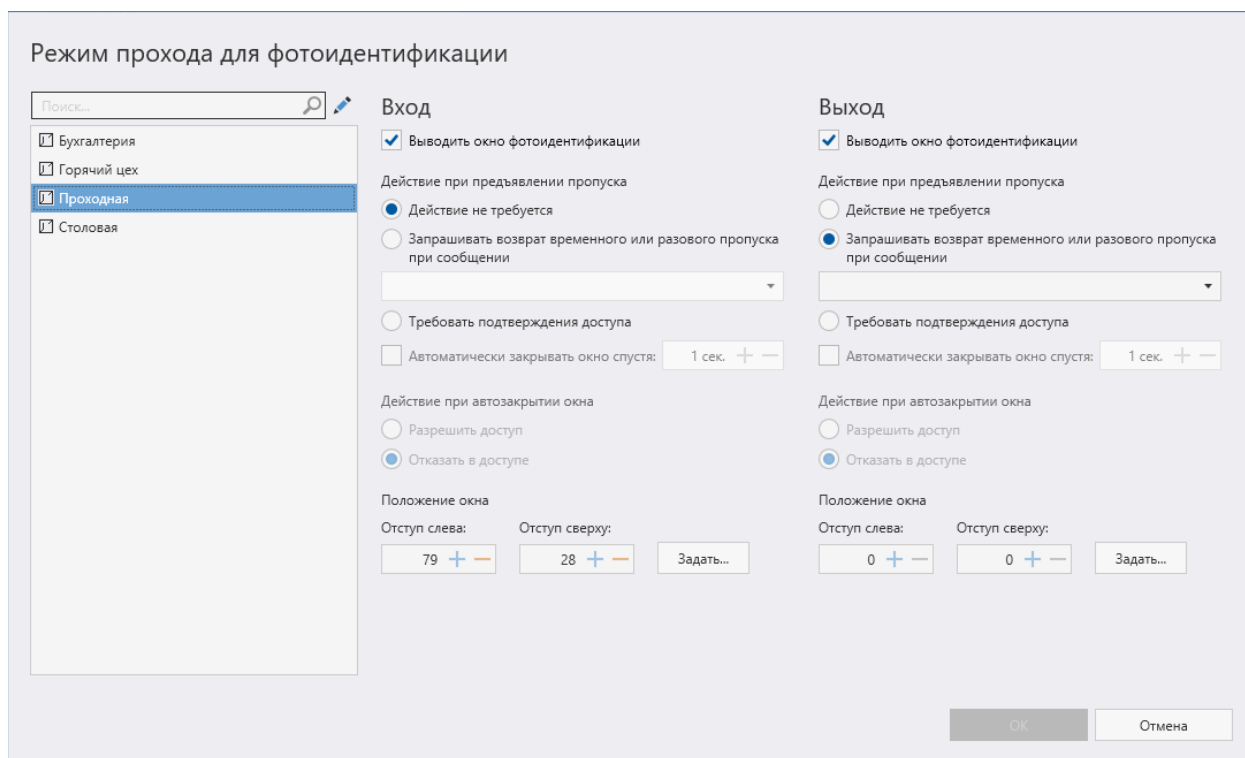 Режим прохода для фотоидентификации
Поиск...
Бухгалтерия
Горячий цех
Проходная
Столовая
Вход
Выводить окно фотоидентификации
Действие при предъявлении пропуска
Действие не требуется
Запрашивать возврат временного или разового пропуска
при сообщении
Требовать подтверждения доступа
Автоматически закрывать окно спустя: 1 сек.
Действие при автозакрытии окна
Разрешить доступ
Отказать в доступе
Положение окна
Отступ слева: Отступ сверху:
79 28 Задать...
Выход
Выводить окно фотоидентификации
Действие при предъявлении пропуска
Действие не требуется
Запрашивать возврат временного или разового пропуска
при сообщении
Требовать подтверждения доступа
Автоматически закрывать окно спустя: 1 сек.
Действие при автозакрытии окна
Разрешить доступ
Отказать в доступе
Положение окна
Отступ слева: Отступ сверху:
0 0 Задать...
ОК Отмена